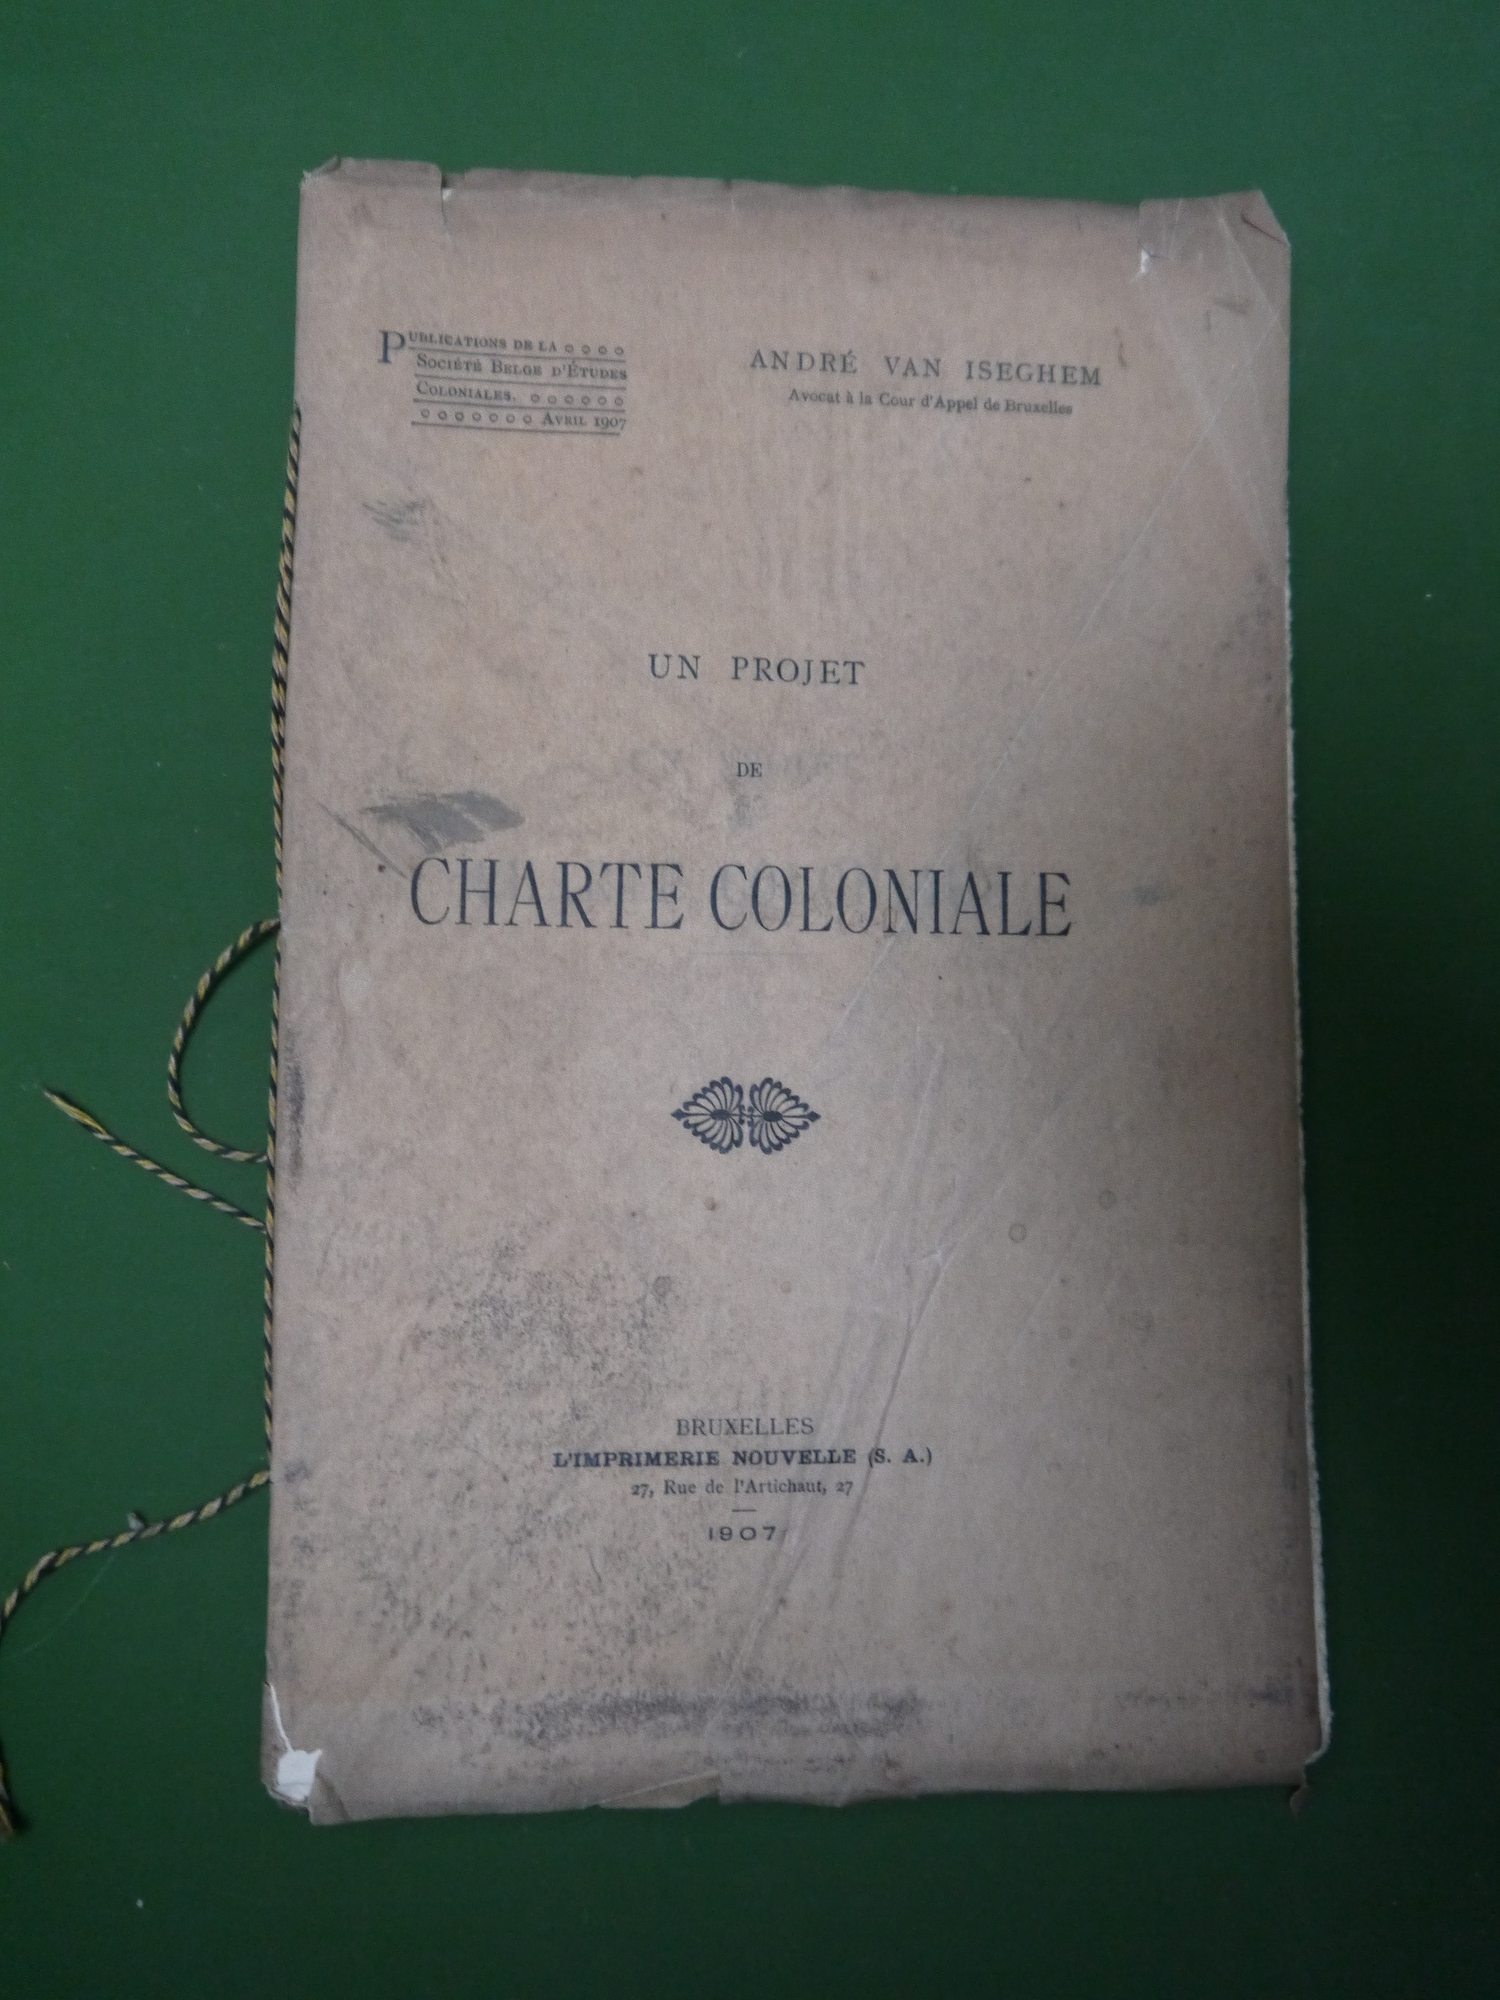 PUBLICATIONS DE LA
SOCIÉTÉ BELGE D'ÉTUDES
COLONIALES.
AVRIL 1907
ANDRÉ VAN ISEGHEM
Avocat à la Cour d'Appel de Bruxelles
UN PROJET
DE
CHARTE COLONIALE
BRUXELLES
L'IMPRIMERIE NOUVELLE (S. A.)
27, Rue de l'Artichaut, 27
1907